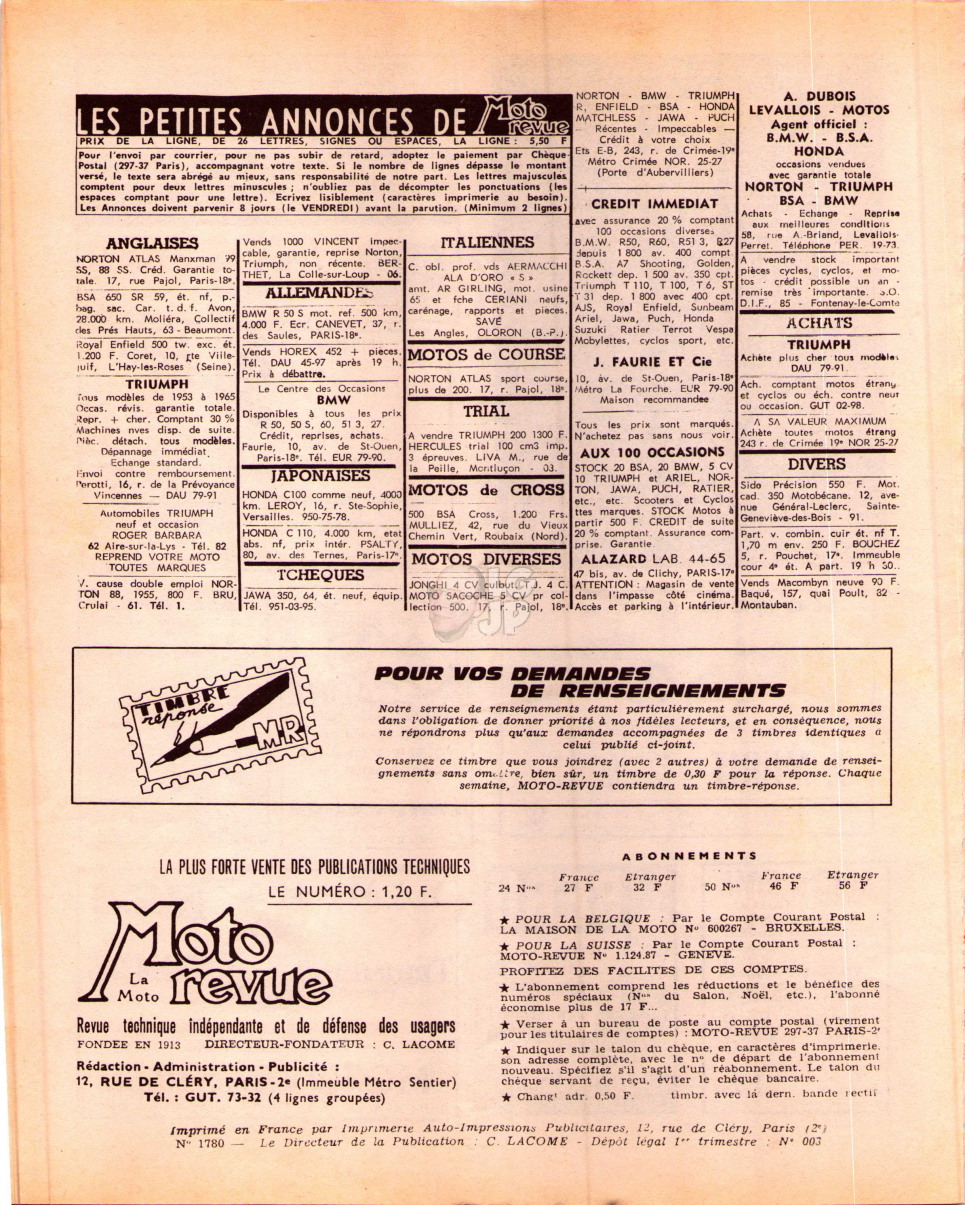 LES PETITES ANNONCES DE Moto revue
PRIX DE LA LIGNE, DE 26 LETTRES, SIGNES OU ESPACES, LA LIGNE : 5,50 F
Pour l'envoi par courrier, pour ne pas subir de retard, adoptez le paiement par Chèque-
Postal (297-37 Paris), accompagnant votre texte. Si le nombre de lignes dépasse le montant
versé, le texte sera abrégé au mieux, sans responsabilité de notre part. Les lettres majuscules
comptent pour deux lettres minuscules ; n'oubliez pas de décompter les ponctuations (les
espaces comptant pour une lettre). Ecrivez lisiblement (caractères imprimerie au besoin).
Les Annonces doivent parvenir 8 jours (le VENDREDI) avant la parution. (Minimum 2 lignes)
ANGLAISES
NORTON ATLAS Manxman 99
SS, 88 SS. Créd. Garantie to-
tale. 17, rue Pajol, Paris-18e.
BSA 650 SR 59, ét. nf, p.-
bag. sac. Car. t. d. f. Avon,
28.000 km. Moliéra, Collectif
des Prés Hauts, 63 - Beaumont.
Royal Enfield 500 tw. exc. ét.
1.200 F. Coret, 10, rte Ville-
juif, L'Hay-les-Roses (Seine).
TRIUMPH
Tous modèles de 1953 à 1965
Occas. révis. garantie totale.
Repr. + cher. Comptant 30 %
Machines nves disp. de suite.
Pièc. détach. tous modèles.
Dépannage immédiat
Echange standard.
Envoi contre remboursement.
Perotti, 16, r. de la Prévoyance
Vincennes — DAU 79-91
Automobiles TRIUMPH
neuf et occasion
ROGER BARBARA
62 Aire-sur-la-Lys - Tél. 82
REPREND VOTRE MOTO
TOUTES MARQUES
V. cause double emploi NOR-
TON 88, 1955, 800 F. BRU,
Crulai - 61. Tél. 1.
Vends 1000 VINCENT impec-
cable, garantie, reprise Norton,
Triumph, non récente. BER-
THET, La Colle-sur-Loup - 06.
ALLEMANDES
BMW R 50 S mot. ref. 500 km,
4.000 F. Ecr. CANEVET, 37, r.
des Saules, PARIS-18e.
Vends HOREX 452 + pièces.
Tél. DAU 45-97 après 19 h.
Prix à débattre.
Le Centre des Occasions
BMW
Disponibles à tous les prix
R 50, 50 S, 60, 51 3, 27.
Crédit, reprises, achats.
Faurie, 10, av. de St-Ouen,
Paris-18e. Tél. EUR 79-90.
JAPONAISES
HONDA C100 comme neuf, 4000
km. LEROY, 16, r. Ste-Sophie,
Versailles. 950-75-78.
HONDA C 110, 4.000 km, etat
abs. nf, prix intér. PSALTY,
80, av. des Ternes, Paris-17e.
TCHEQUES
JAWA 350, 64, ét. neuf, équip.
Tél. 951-03-95.
ITALIENNES
C. obl. prof. vds AERMACCHI
ALA D'ORO « S »
amt. AR GIRLING, mot. usine
65 et fche CERIANI neufs,
carénage, rapports et pieces.
SAVÉ
Les Angles, OLORON (B.-P.).
MOTOS de COURSE
NORTON ATLAS sport course,
plus de 200. 17, r. Pajol, 18e.
TRIAL
A vendre TRIUMPH 200 1300 F.
HERCULES trial 100 cm3 imp.
3 épreuves. LIVA M., rue de
la Peille, Montluçon - 03.
MOTOS de CROSS
500 BSA Cross, 1.200 Frs.
MULLIEZ, 42, rue du Vieux
Chemin Vert, Roubaix (Nord).
MOTOS DIVERSES
JONGHI 4 CV culbut. T.J. 4 C.
MOTO SACOCHE 5 CV pr col-
lection 500. 17, r. Pajol, 18e.
NORTON - BMW - TRIUMPH
R. ENFIELD - BSA - HONDA
MATCHLESS - JAWA - PUCH
— Récentes - Impeccables —
Crédit à votre choix
Ets E-B, 243, r. de Crimée-19e
Métro Crimée NOR. 25-27
(Porte d'Aubervilliers)
CREDIT IMMEDIAT
avec assurance 20 % comptant
100 occasions diverses
B.M.W. R50, R60, R51 3, R27
depuis 1 800 av. 400 compt.
B.S.A. A7 Shooting, Golden,
Rockett dep. 1 500 av. 350 cpt.
Triumph T 110, T 100, T 6, ST
T 31 dep. 1 800 avec 400 cpt.
AJS, Royal Enfield, Sunbeam
Ariel, Jawa, Puch, Honda
Suzuki Ratier Terrot Vespa
Mobylettes, cyclos sport, etc.
J. FAURIE ET Cie
10, av. de St-Ouen, Paris-18e
Métro La Fourche. EUR 79-90
Maison recommandee
Tous les prix sont marqués.
N'achetez pas sans nous voir.
AUX 100 OCCASIONS
STOCK 20 BSA, 20 BMW, 5 CV
10 TRIUMPH et ARIEL, NOR-
TON, JAWA, PUCH, RATIER,
etc., etc. Scooters et Cyclos
ttes marques. STOCK Motos à
partir 500 F. CREDIT de suite
20 % comptant. Assurance com-
prise. Garantie.
ALAZARD LAB. 44-65
47 bis, av. de Clichy, PARIS-17e
ATTENTION : Magasin de vente
dans l'impasse côté cinéma.
Accès et parking à l'intérieur.
A. DUBOIS
LEVALLOIS - MOTOS
Agent officiel :
B.M.W. - B.S.A.
HONDA
occasions vendues
avec garantie totale
NORTON - TRIUMPH
BSA - BMW
Achats - Echange - Reprise
aux meilleures conditions
58, rue A.-Briand, Levallois-
Perret. Téléphone PER. 19-73.
A vendre stock important
pièces cycles, cyclos, et mo-
tos - crédit possible un an -
remise très importante. S.O.
D.I.F., 85 - Fontenay-le-Comte
ACHATS
TRIUMPH
Achète plus cher tous modèles
DAU 79-91.
Ach. comptant motos étrang
et cyclos ou éch. contre neuf
ou occasion. GUT 02-98.
A SA VALEUR MAXIMUM
Achète toutes motos étrang
243 r. de Crimée 19e NOR 25-27
DIVERS
Side Précision 550 F. Mot.
cad. 350 Motobécane. 12, ave-
nue Général-Leclerc, Sainte-
Geneviève-des-Bois - 91.
Part. v. combin. cuir ét. nf T.
1,70 m env. 250 F. BOUCHEZ
5, r. Pouchet, 17e. Immeuble
cour 4e ét. A part. 19 h 30..
Vends Macombyn neuve 90 F.
Baqué, 157, quai Poult, 82 -
Montauban.
TIMBRE
réponse
M.R.
POUR VOS DEMANDES
DE RENSEIGNEMENTS
Notre service de renseignements étant particulièrement surchargé, nous sommes
dans l'obligation de donner priorité à nos fidèles lecteurs, et en conséquence, nous
ne répondrons plus qu'aux demandes accompagnées de 3 timbres identiques a
celui publié ci-joint.
Conservez ce timbre que vous joindrez (avec 2 autres) à votre demande de rensei-
gnements sans omettre, bien sûr, un timbre de 0,30 F pour la réponse. Chaque
semaine, MOTO-REVUE contiendra un timbre-réponse.
LA PLUS FORTE VENTE DES PUBLICATIONS TECHNIQUES
LE NUMÉRO : 1,20 F.
Moto
La Moto revue
Revue technique indépendante et de défense des usagers
FONDEE EN 1913 DIRECTEUR-FONDATEUR : C. LACOME
Rédaction - Administration - Publicité :
12, RUE DE CLÉRY, PARIS-2e (Immeuble Métro Sentier)
Tél. : GUT. 73-32 (4 lignes groupées)
ABONNEMENTS
France Etranger France Etranger
24 Nos 27 F 32 F 50 Nos 46 F 56 F
★ POUR LA BELGIQUE : Par le Compte Courant Postal :
LA MAISON DE LA MOTO No 600267 - BRUXELLES.
★ POUR LA SUISSE : Par le Compte Courant Postal :
MOTO-REVUE No 1.124.87 - GENEVE.
PROFITEZ DES FACILITES DE CES COMPTES.
★ L'abonnement comprend les réductions et le bénéfice des
numéros spéciaux (Nos du Salon, Noël, etc.), l'abonné
économise plus de 17 F...
★ Verser à un bureau de poste au compte postal (virement
pour les titulaires de comptes) : MOTO-REVUE 297-37 PARIS-2e
★ Indiquer sur le talon du chèque, en caractères d'imprimerie.
son adresse complète, avec le no de départ de l'abonnement
nouveau. Spécifiez s'il s'agit d'un réabonnement. Le talon du
chèque servant de reçu, éviter le chèque bancaire.
★ Changt adr. 0,50 F. timbr. avec la dern. bande rectif
Imprimé en France par Imprimerie Auto-Impressions Publicitaires, 12, rue de Cléry, Paris (2e)
No 1780 — Le Directeur de la Publication : C. LACOME - Dépôt légal 1er trimestre : No 003